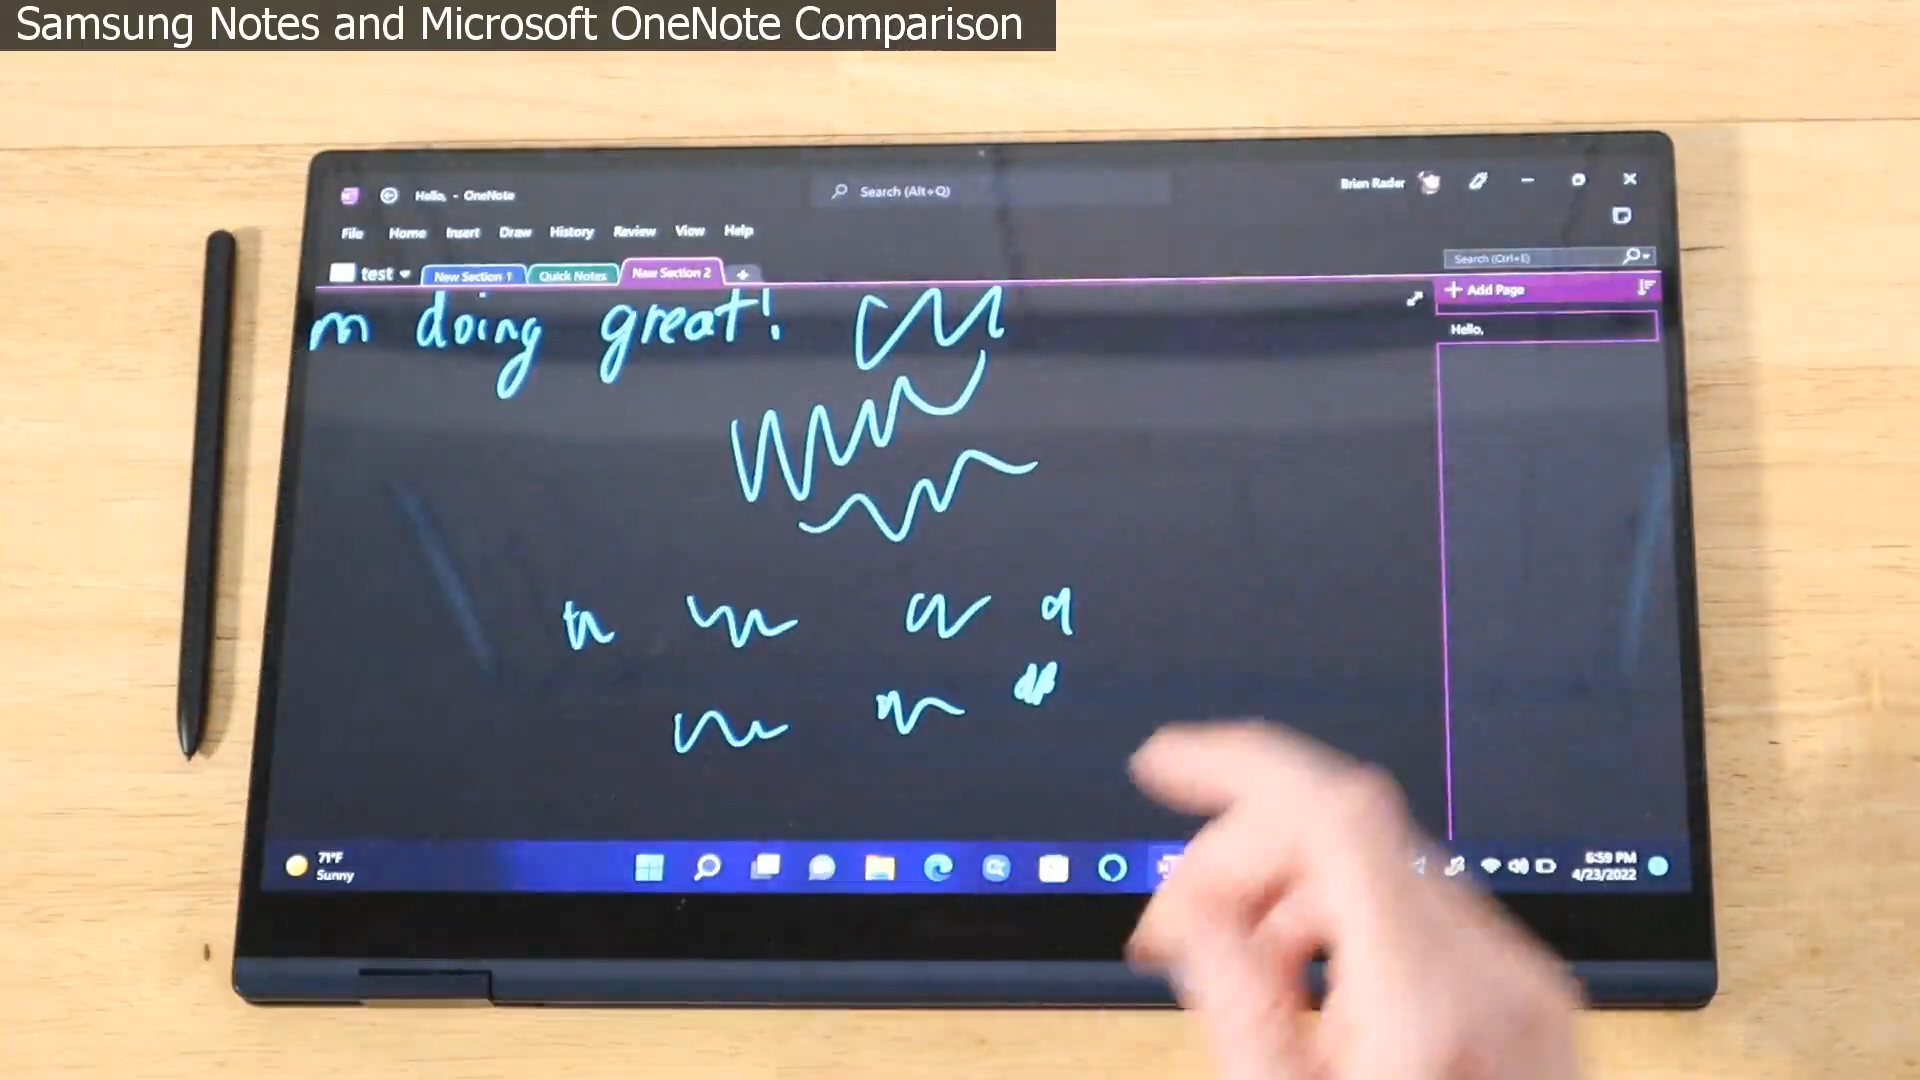 Samsung Notes and Microsoft OneNote Comparison
Hello, - OneNote
Search (Alt+Q)
Brian Rader
File Home Insert Draw History Review View Help
test New Section 1 Quick Notes New Section 2 +
Search (Ctrl+E)
+ Add Page
Hello,
m doing great!
71°F
Sunny
6:59 PM
4/23/2022